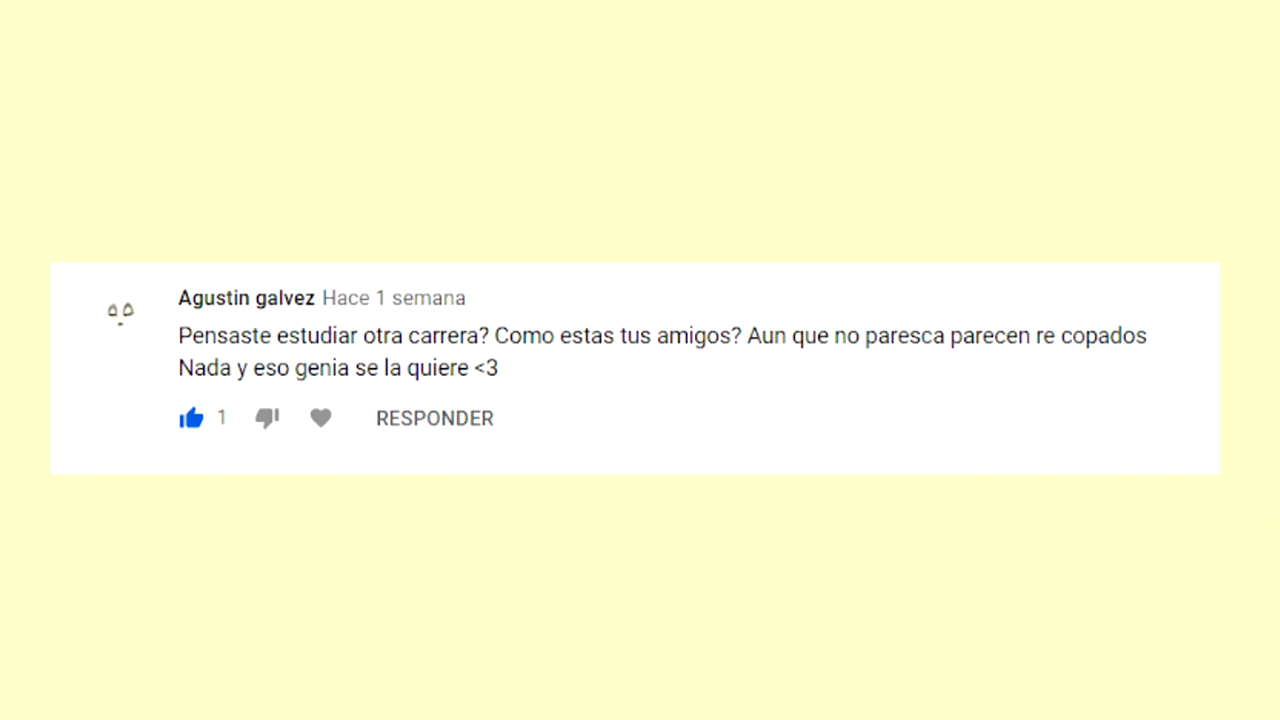 Agustin galvez Hace 1 semana
Pensaste estudiar otra carrera? Como estas tus amigos? Aun que no paresca parecen re copados
Nada y eso genia se la quiere <3
1 RESPONDER